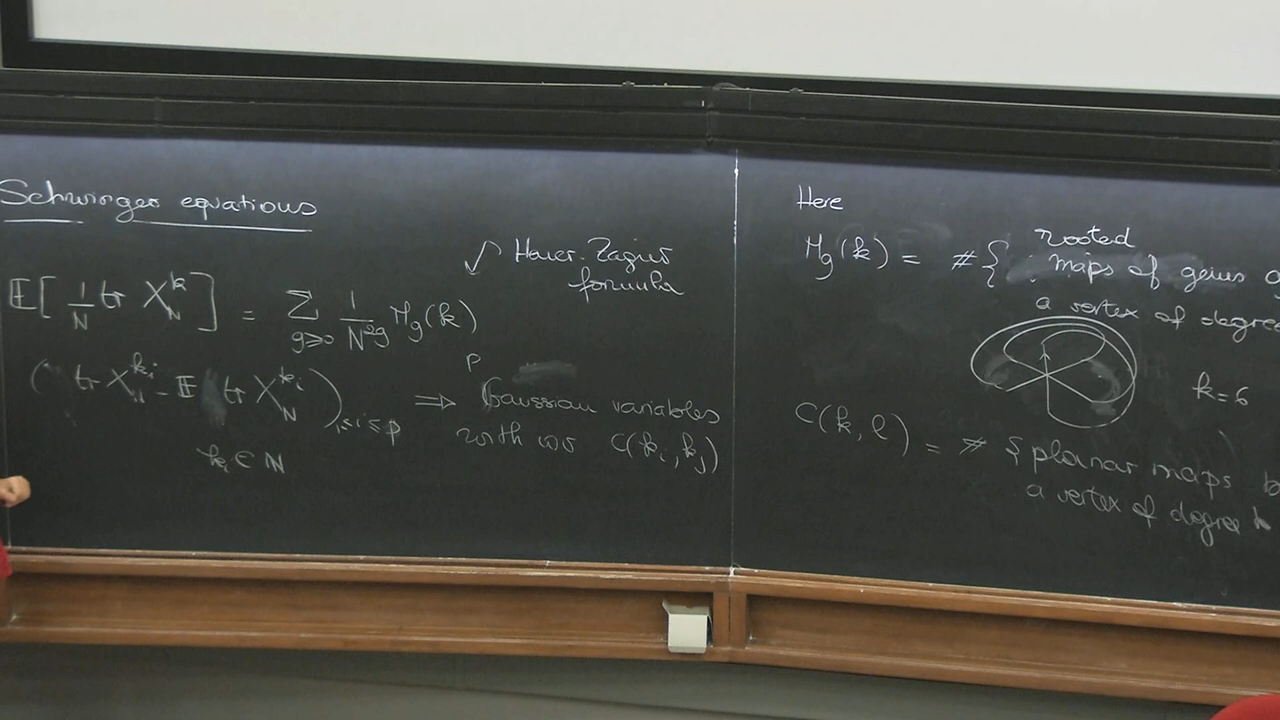 Schwinger equations
✓ Harer-Zagier
formula
𝔼[ 1/N tr X_N^k ] = Σ_{g≥0} 1/N^{2g} M_g(k)
( tr X_N^{k_i} - 𝔼 tr X_N^{k_i} )_{1≤i≤p} ⟹ Gaussian variables
with cov C(k_i, k_j)
k_i ∈ ℕ
Here
rooted
M_g(k) = # { maps of genus g
a vertex of degree
k=6
C(k, l) = # { planar maps b
a vertex of degree k